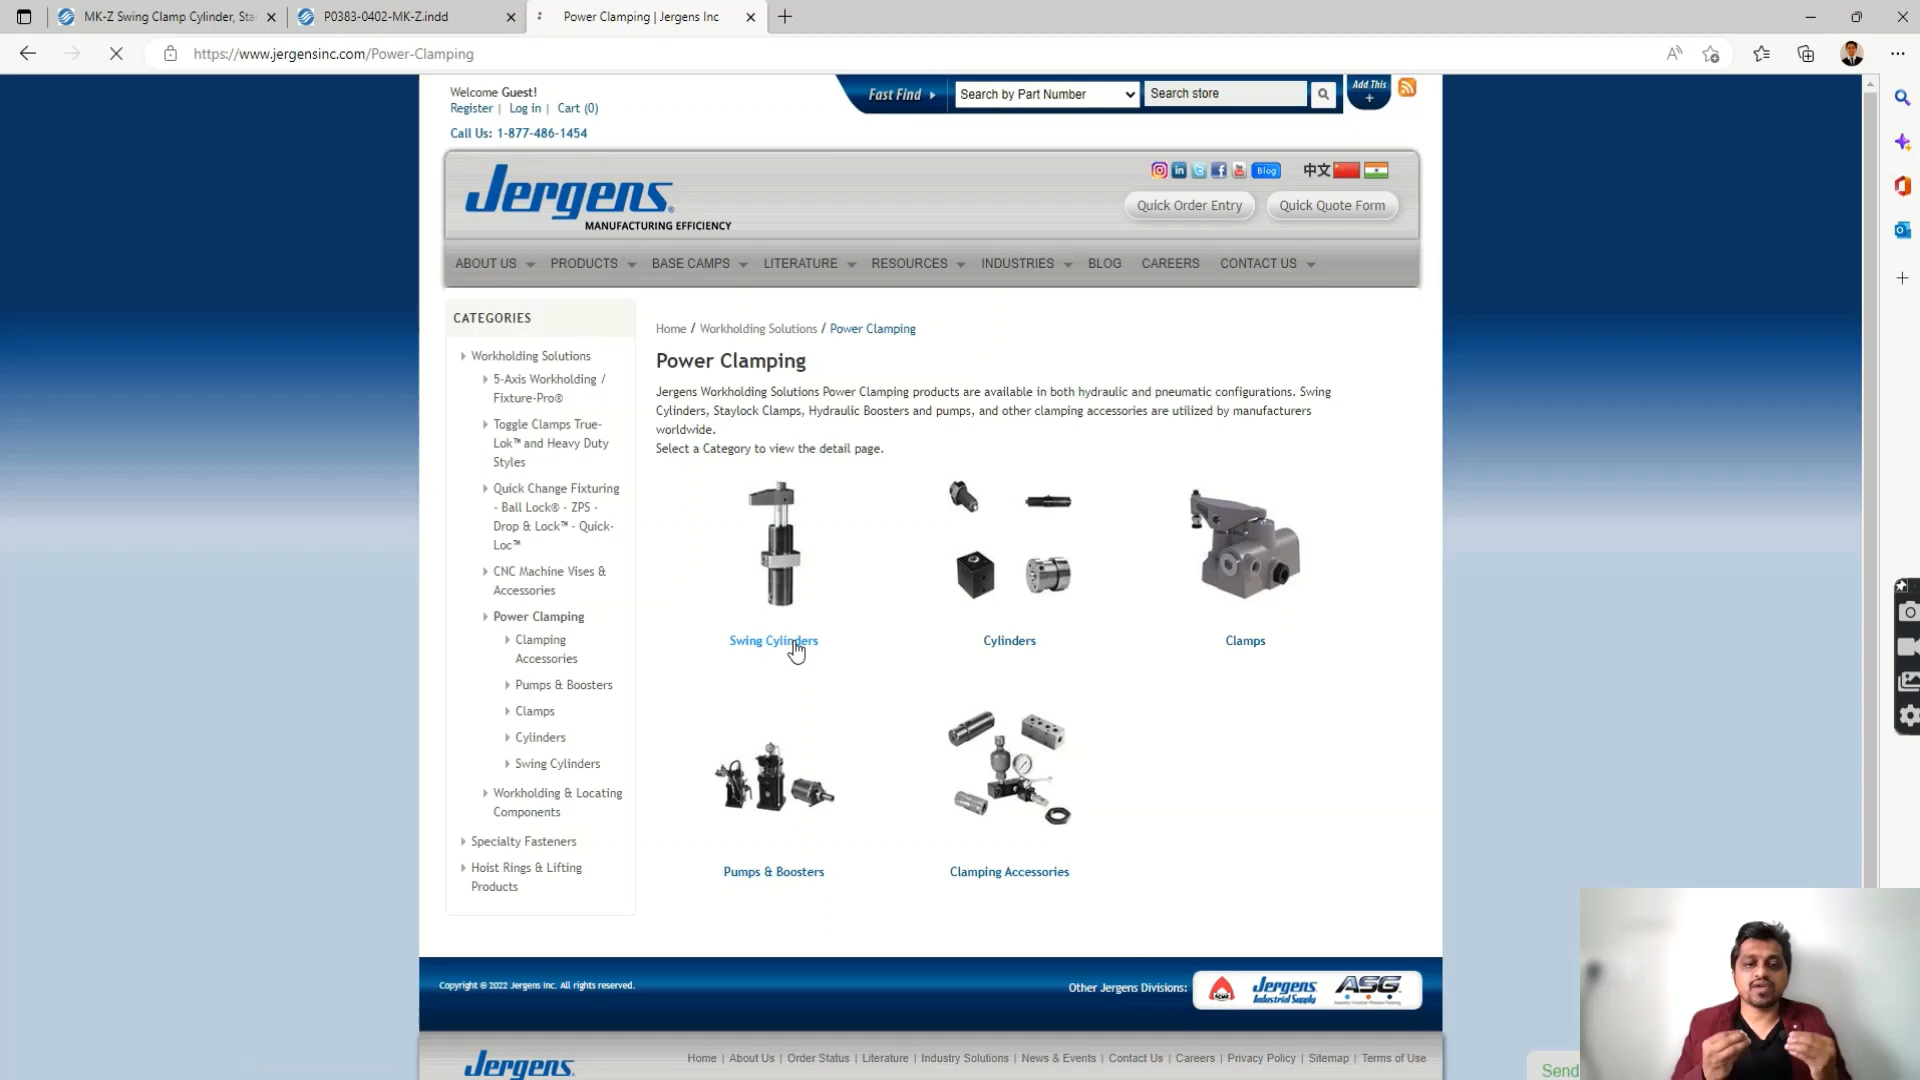 MK-Z Swing Clamp Cylinder, Sta
P0383-0402-MK-Z.indd
Power Clamping | Jergens Inc
https://www.jergensinc.com/Power-Clamping
Welcome Guest!
Register | Log in | Cart (0)
Call Us: 1-877-486-1454
Fast Find
Search by Part Number
Search store
Add This
+
Jergens®
MANUFACTURING EFFICIENCY
Blog
中文
Quick Order Entry
Quick Quote Form
ABOUT US PRODUCTS BASE CAMPS LITERATURE RESOURCES INDUSTRIES BLOG CAREERS CONTACT US
CATEGORIES
Workholding Solutions
5-Axis Workholding /
Fixture-Pro®
Toggle Clamps True-
Lok™ and Heavy Duty
Styles
Quick Change Fixturing
- Ball Lock® - ZPS -
Drop & Lock™ - Quick-
Loc™
CNC Machine Vises &
Accessories
Power Clamping
Clamping
Accessories
Pumps & Boosters
Clamps
Cylinders
Swing Cylinders
Workholding & Locating
Components
Specialty Fasteners
Hoist Rings & Lifting
Products
Home / Workholding Solutions / Power Clamping
Power Clamping
Jergens Workholding Solutions Power Clamping products are available in both hydraulic and pneumatic configurations. Swing
Cylinders, Staylock Clamps, Hydraulic Boosters and pumps, and other clamping accessories are utilized by manufacturers
worldwide.
Select a Category to view the detail page.
Swing Cylinders
Cylinders
Clamps
Pumps & Boosters
Clamping Accessories
Copyright © 2022 Jergens Inc. All rights reserved.
Other Jergens Divisions:
ACME
Jergens
Industrial Supply
ASG
Jergens
Home | About Us | Order Status | Literature | Industry Solutions | News & Events | Contact Us | Careers | Privacy Policy | Sitemap | Terms of Use
Send